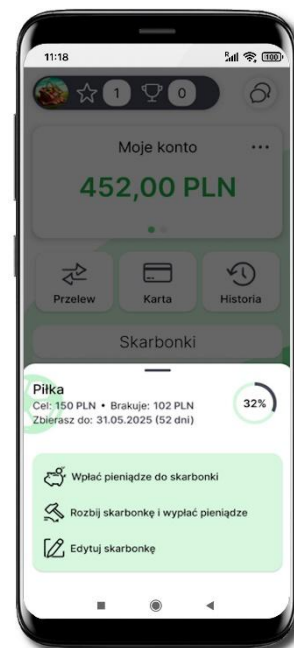 11:18
100
1
0
Moje konto
452,00 PLN
Przelew
Karta
Historia
Skarbonki
Piłka
Cel: 150 PLN • Brakuje: 102 PLN
Zbierasz do: 31.05.2025 (52 dni)
32%
Wpłać pieniądze do skarbonki
Rozbij skarbonkę i wypłać pieniądze
Edytuj skarbonkę